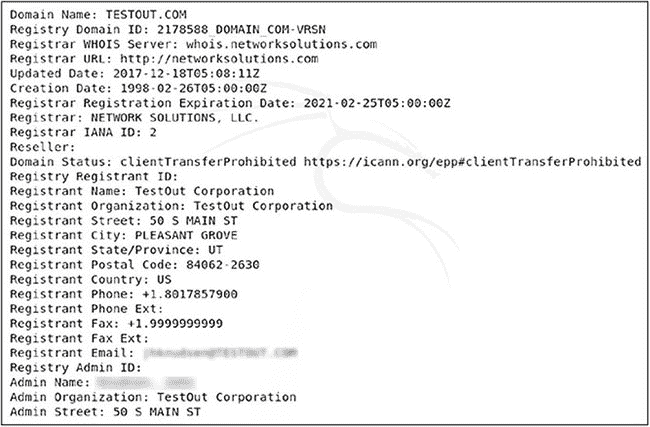 Domain Name: TESTOUT.COM
Registry Domain ID: 2178588_DOMAIN_COM-VRSN
Registrar WHOIS Server: whois.networksolutions.com
Registrar URL: http://networksolutions.com
Updated Date: 2017-12-18T05:08:11Z
Creation Date: 1998-02-26T05:00:00Z
Registrar Registration Expiration Date: 2021-02-25T05:00:00Z
Registrar: NETWORK SOLUTIONS, LLC.
Registrar IANA ID: 2
Reseller:
Domain Status: clientTransferProhibited https://icann.org/epp#clientTransferProhibited
Registry Registrant ID:
Registrant Name: TestOut Corporation
Registrant Organization: TestOut Corporation
Registrant Street: 50 S MAIN ST
Registrant City: PLEASANT GROVE
Registrant State/Province: UT
Registrant Postal Code: 84062-2630
Registrant Country: US
Registrant Phone: +1.8017857900
Registrant Phone Ext:
Registrant Fax: +1.9999999999
Registrant Fax Ext:
Registrant Email:
Registry Admin ID:
Admin Name:
Admin Organization: TestOut Corporation
Admin Street: 50 S MAIN ST